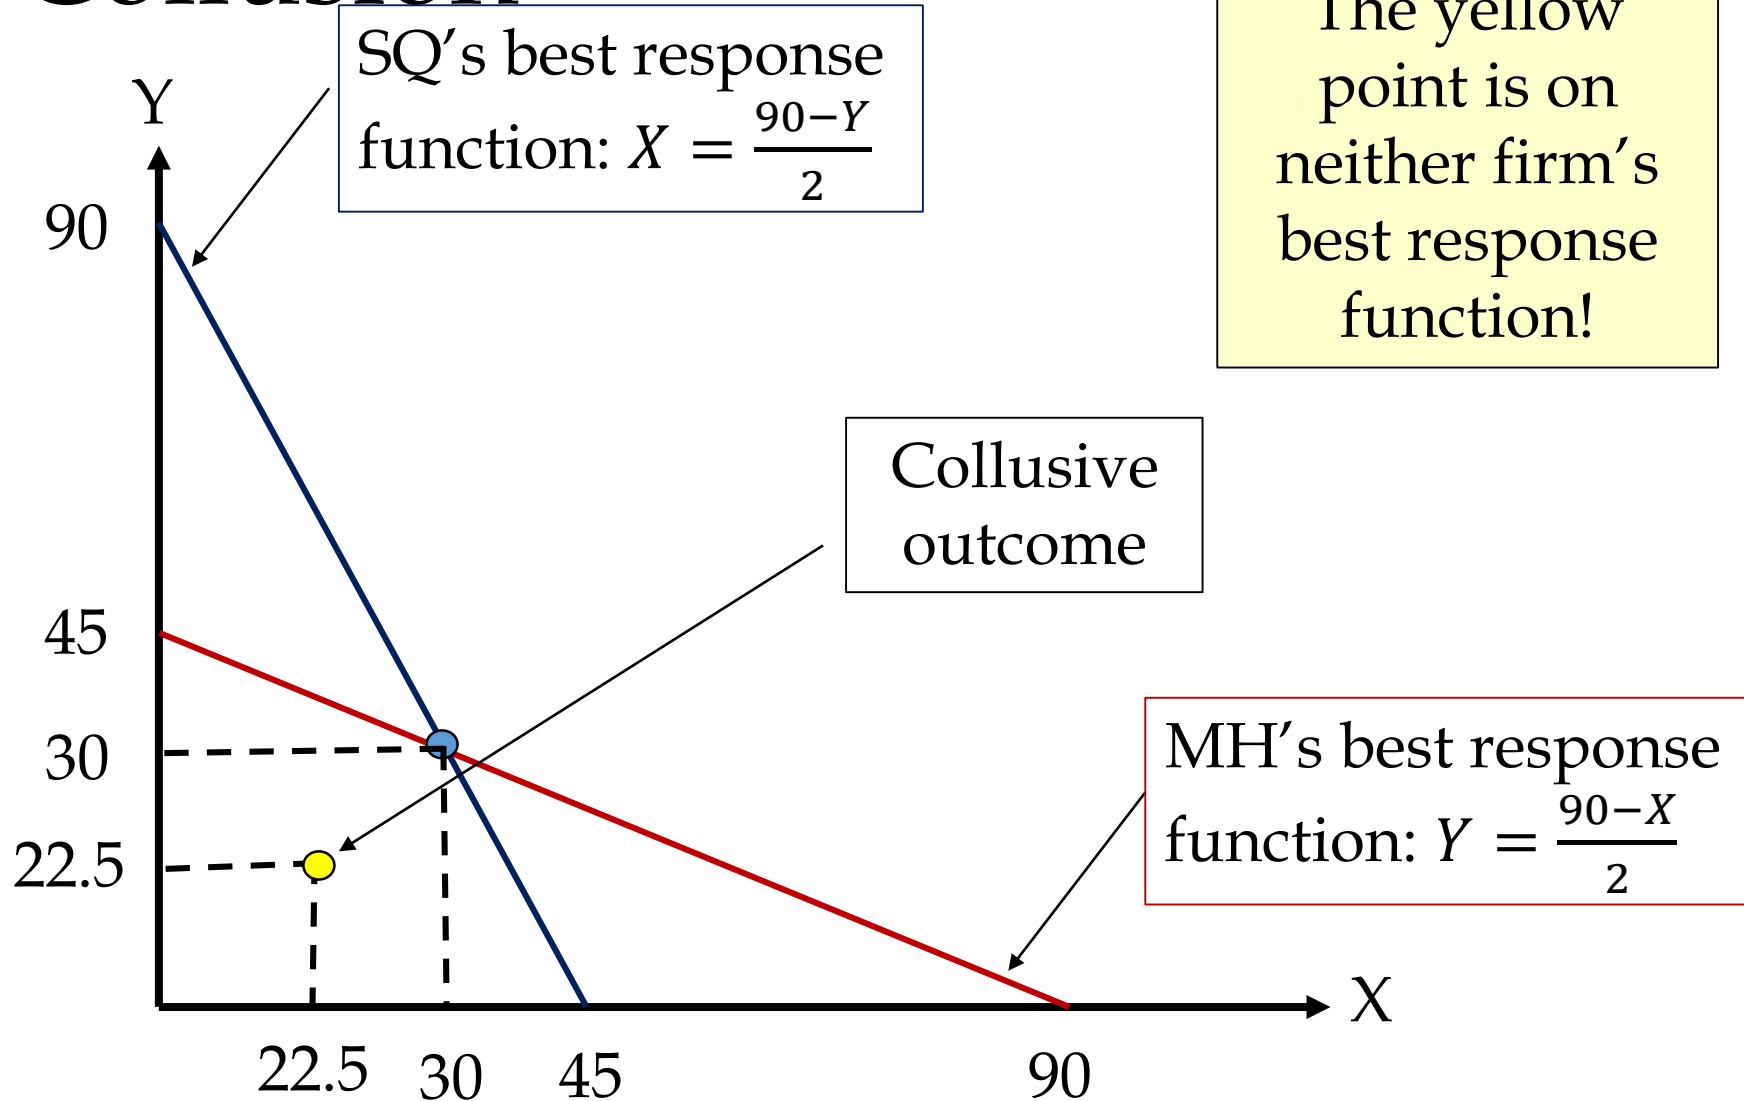 Collusion
SQ’s best response
function: X = (90−Y)/2
The yellow
point is on
neither firm’s
best response
function!
Y
90
Collusive
outcome
45
30
22.5
MH’s best response
function: Y = (90−X)/2
X
22.5 30 45 90